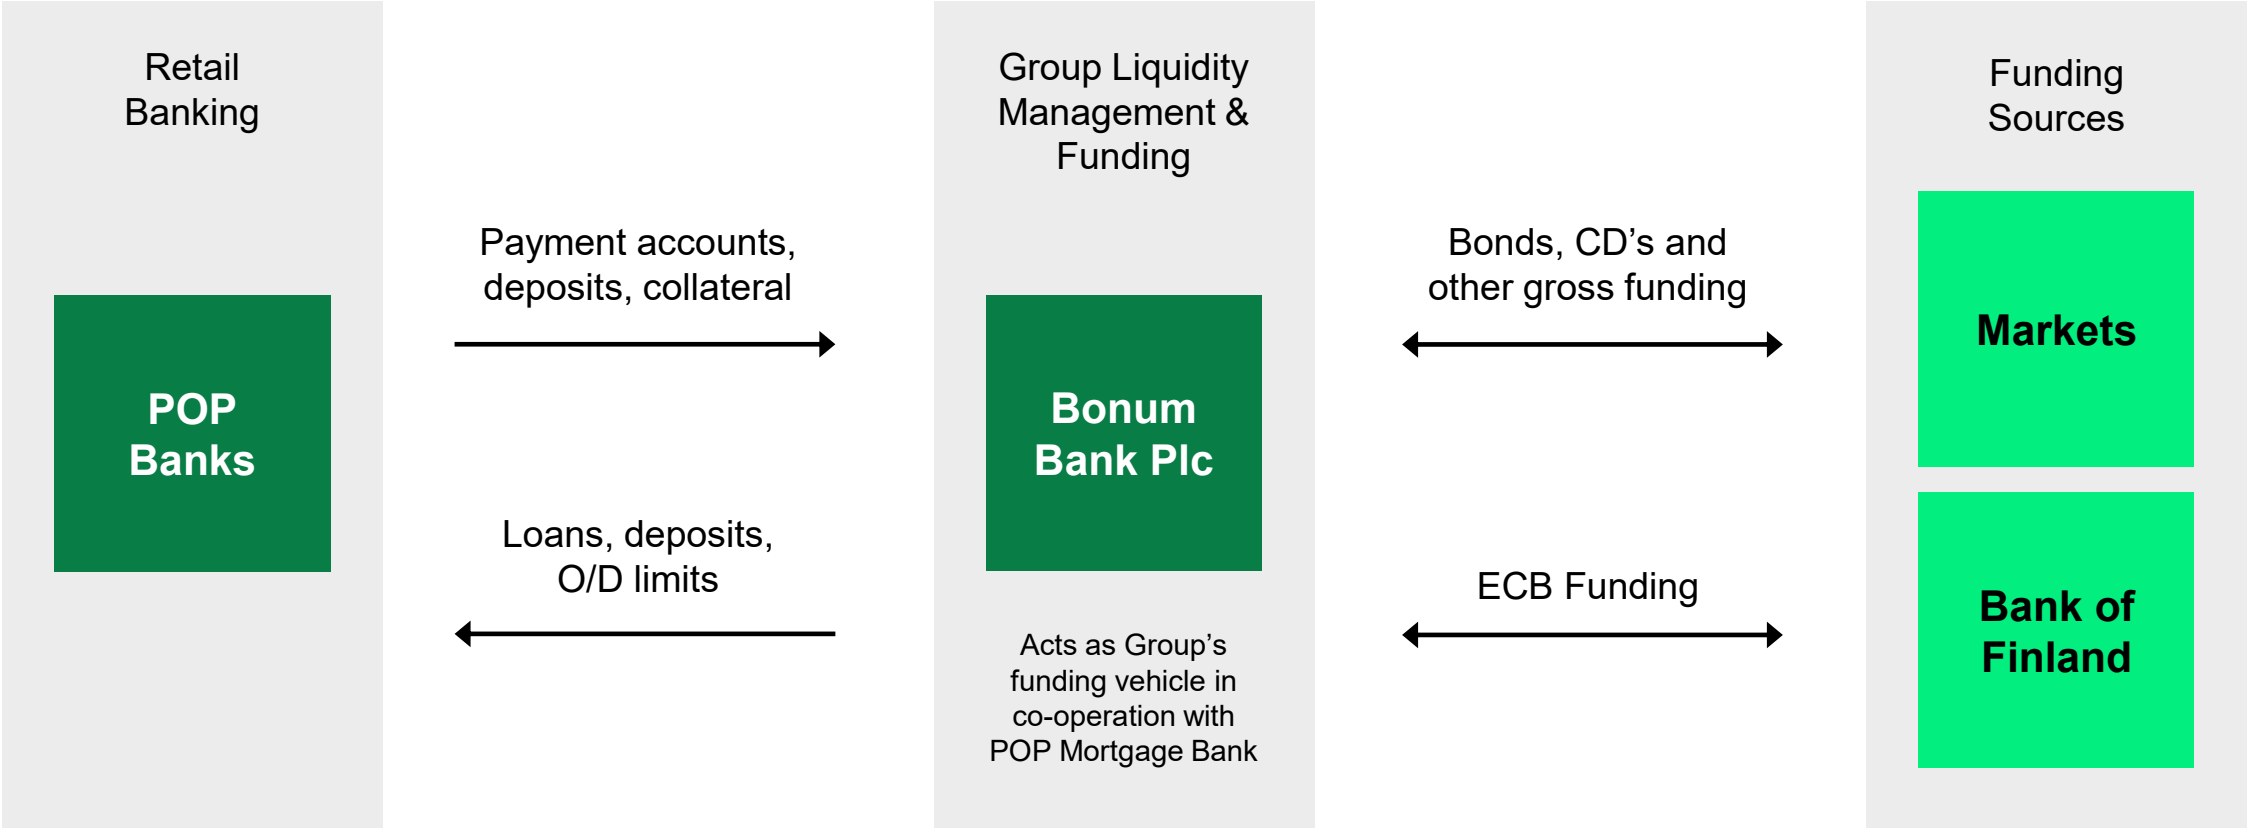 Retail
Banking
POP
Banks
Payment accounts,
deposits, collateral
Loans, deposits,
O/D limits
Group Liquidity
Management &
Funding
Bonum
Bank Plc
Acts as Group’s
funding vehicle in
co-operation with
POP Mortgage Bank
Bonds, CD’s and
other gross funding
ECB Funding
Funding
Sources
Markets
Bank of
Finland